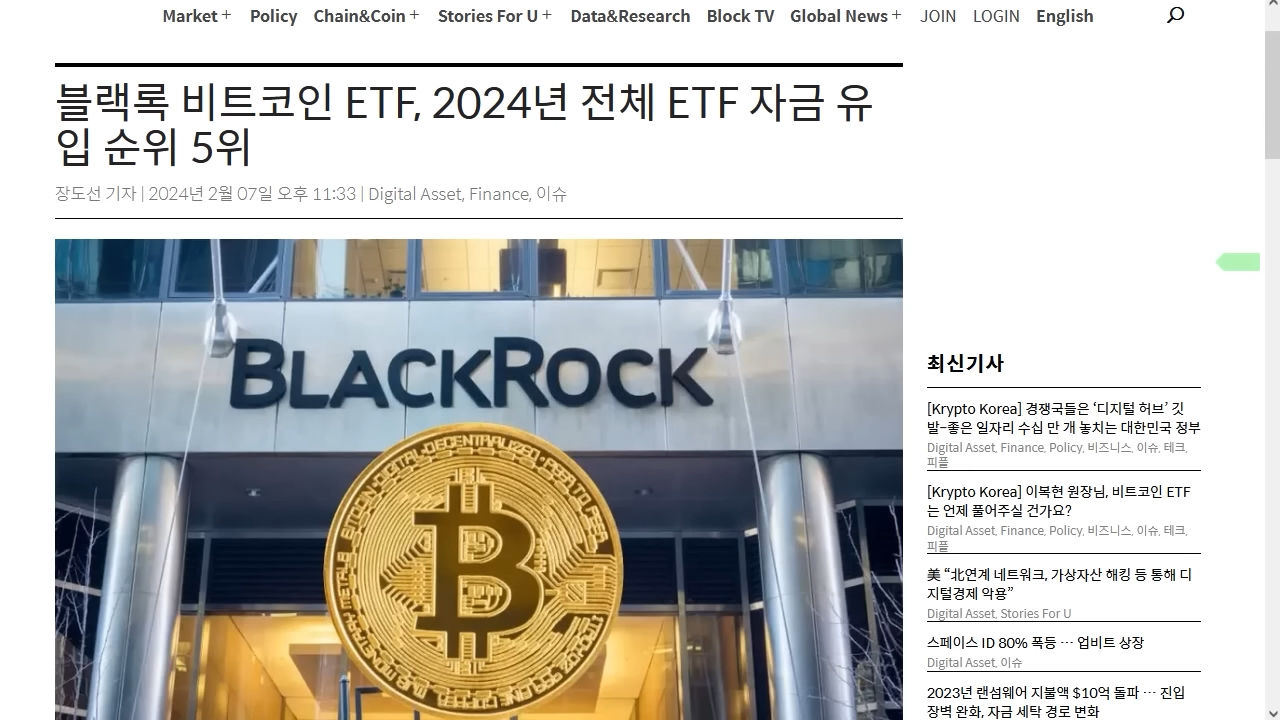 Market + Policy Chain&Coin + Stories For U + Data&Research Block TV Global News + JOIN LOGIN English
블랙록 비트코인 ETF, 2024년 전체 ETF 자금 유
입 순위 5위
장도선 기자 | 2024년 2월 07일 오후 11:33 | Digital Asset, Finance, 이슈
BLACKROCK
DIGITAL • DECENTRALIZED • PEER TO PEER
BITCOIN
최신기사
[Krypto Korea] 경쟁국들은 ‘디지털 허브’ 깃
발–좋은 일자리 수십 만 개 놓치는 대한민국 정부
Digital Asset, Finance, Policy, 비즈니스, 이슈, 테크,
피플
[Krypto Korea] 이복현 원장님, 비트코인 ETF
는 언제 풀어주실 건가요?
Digital Asset, Finance, Policy, 비즈니스, 이슈, 테크,
피플
美 “北연계 네트워크, 가상자산 해킹 등 통해 디
지털경제 악용”
Digital Asset, Stories For U
스페이스 ID 80% 폭등 … 업비트 상장
Digital Asset, 이슈
2023년 랜섬웨어 지불액 $10억 돌파 … 진입
장벽 완화, 자금 세탁 경로 변화